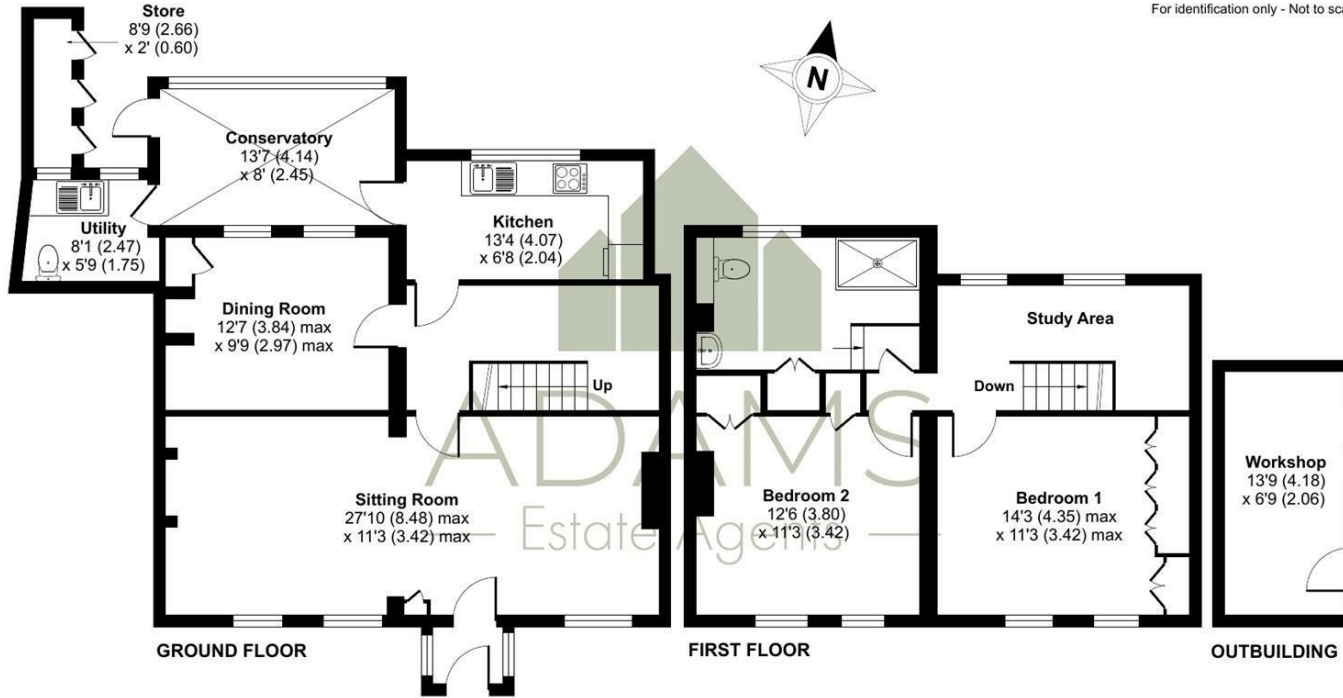 For identification only - Not to sca
Store
8'9 (2.66)
x 2' (0.60)
N
Conservatory
13'7 (4.14)
x 8' (2.45)
Kitchen
13'4 (4.07)
x 6'8 (2.04)
Utility
8'1 (2.47)
x 5'9 (1.75)
Dining Room
12'7 (3.84) max
x 9'9 (2.97) max
Up
Sitting Room
27'10 (8.48) max
x 11'3 (3.42) max
GROUND FLOOR
Study Area
Down
Bedroom 2
12'6 (3.80)
x 11'3 (3.42)
Bedroom 1
14'3 (4.35) max
x 11'3 (3.42) max
FIRST FLOOR
Workshop
13'9 (4.18)
x 6'9 (2.06)
OUTBUILDING
ADAMS
Estate Agents